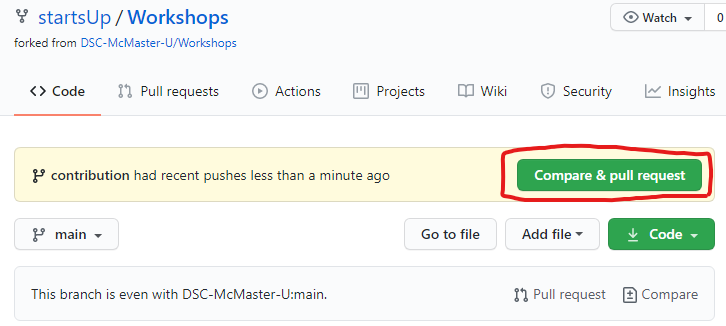 startsUp / Workshops
Watch 0
forked from DSC-McMaster-U/Workshops
Code Pull requests Actions Projects Wiki Security Insights
contribution had recent pushes less than a minute ago Compare & pull request
main Go to file Add file Code
This branch is even with DSC-McMaster-U:main. Pull request Compare